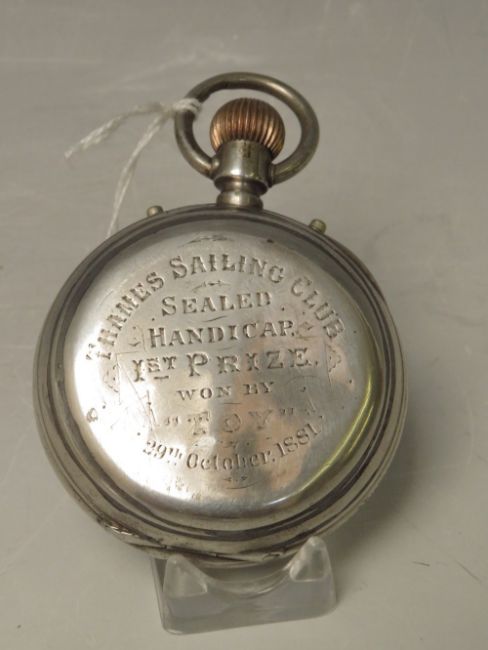 THAMES SAILING CLUB
SEALED
HANDICAP.
1ST PRIZE.
WON BY
"TOY"
29th October, 1881.